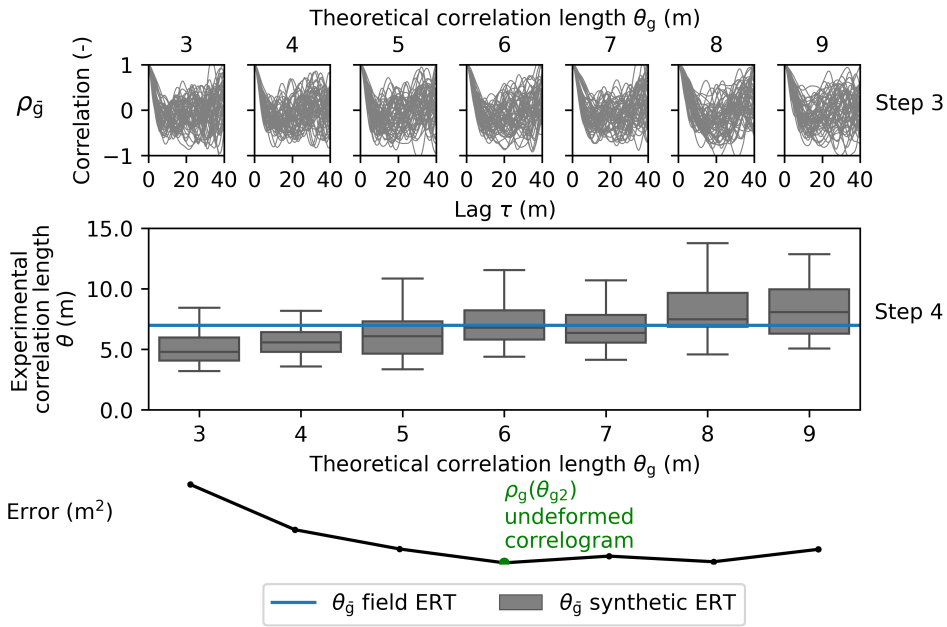 Theoretical correlation length θg (m)
3 4 5 6 7 8 9
Correlation (-)
1
0
−1
ρg̃
Step 3
0 20 40 0 20 40 0 20 40 0 20 40 0 20 40 0 20 40 0 20 40
Lag τ (m)
Experimental
correlation length
θ (m)
15.0
10.0
5.0
0.0
Step 4
3 4 5 6 7 8 9
Theoretical correlation length θg (m)
Error (m²)
ρg(θg2)
undeformed
correlogram
θg̃ field ERT
θg̃ synthetic ERT